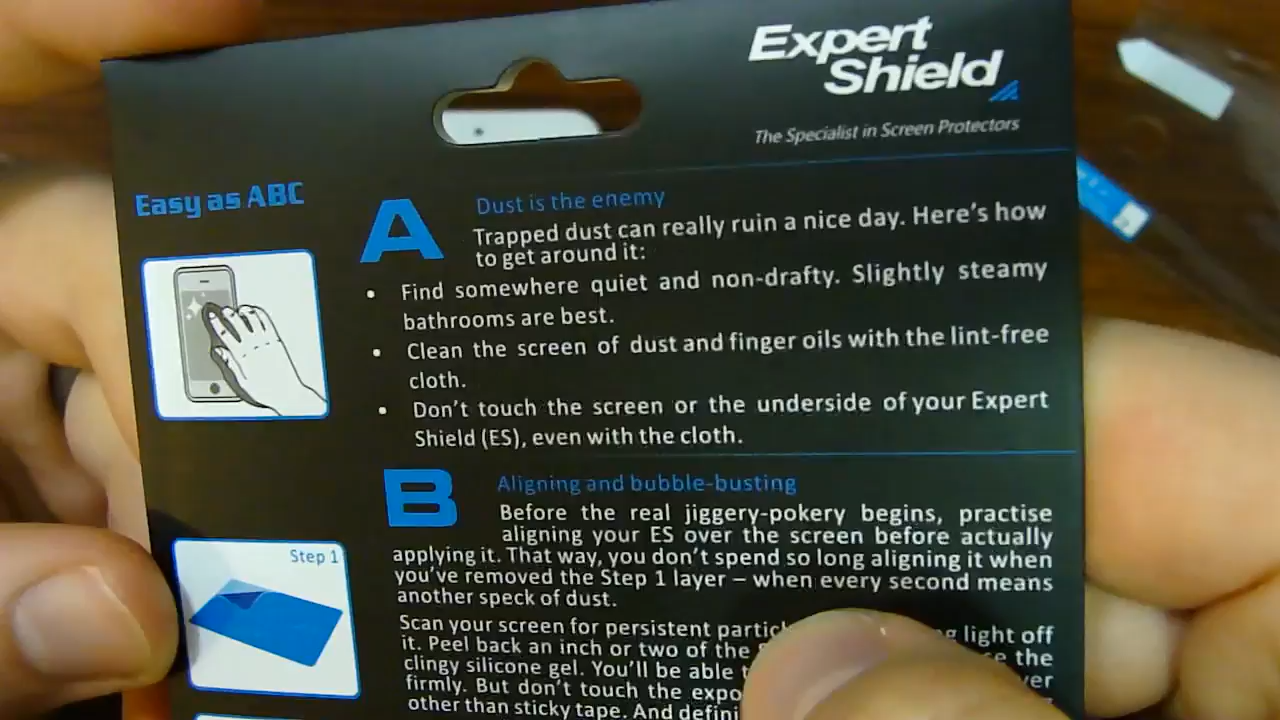 Expert
Shield
The Specialist in Screen Protectors
Easy as ABC
A
Dust is the enemy
Trapped dust can really ruin a nice day. Here's how
to get around it:
• Find somewhere quiet and non-drafty. Slightly steamy
bathrooms are best.
• Clean the screen of dust and finger oils with the lint-free
cloth.
• Don't touch the screen or the underside of your Expert
Shield (ES), even with the cloth.
B
Aligning and bubble-busting
Before the real jiggery-pokery begins, practise
aligning your ES over the screen before actually
applying it. That way, you don't spend so long aligning it when
you've removed the Step 1 layer – when every second means
another speck of dust.
Step 1
Scan your screen for persistent light off
it. Peel back an inch or two of the the
clingy silicone gel. You'll be able
firmly. But don't touch the
other than sticky tape. And